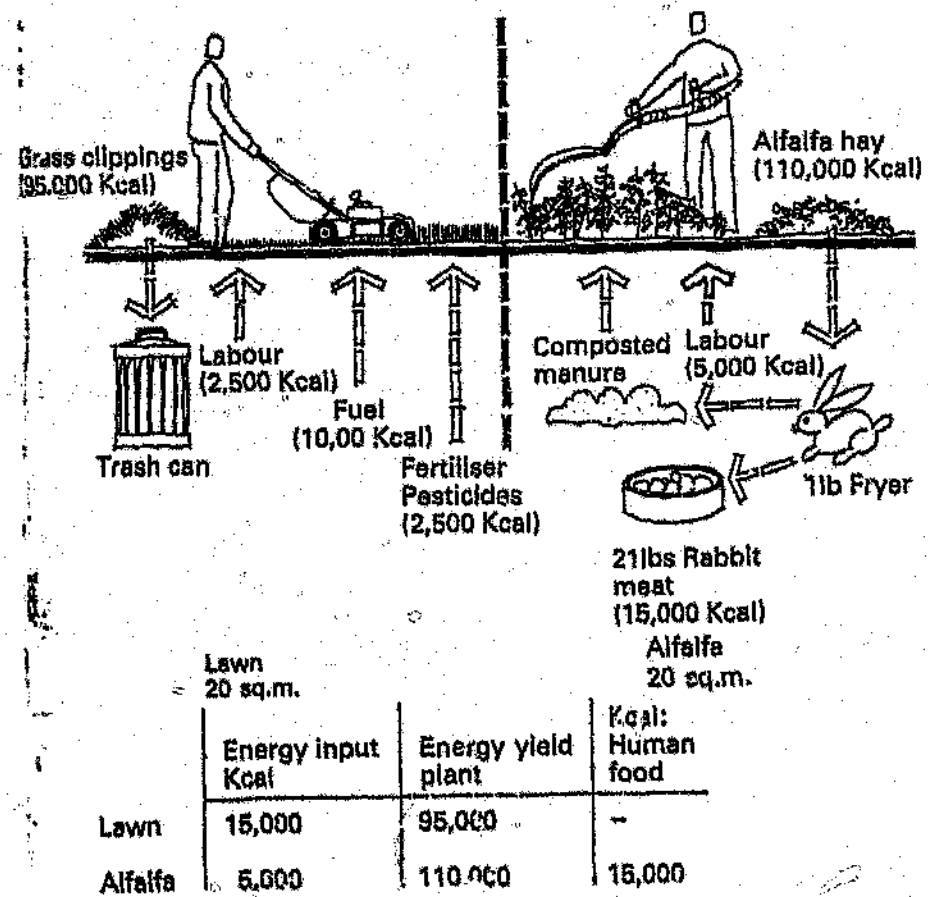 Grass clippings
(95.000 Kcal)
Alfalfa hay
(110,000 Kcal)
Labour
(2,500 Kcal)
Trash can
Fuel
(10,00 Kcal)
Fertiliser
Pesticides
(2,500 Kcal)
Composted
manure
Labour
(5,000 Kcal)
1lb Fryer
21lbs Rabbit
meat
(15,000 Kcal)
Alfalfa
20 sq.m.
Lawn
20 sq.m.
Energy input
Kcal
Energy yield
plant
Kcal:
Human
food
Lawn 15,000 95,000 –
Alfalfa 5,000 110.000 15,000